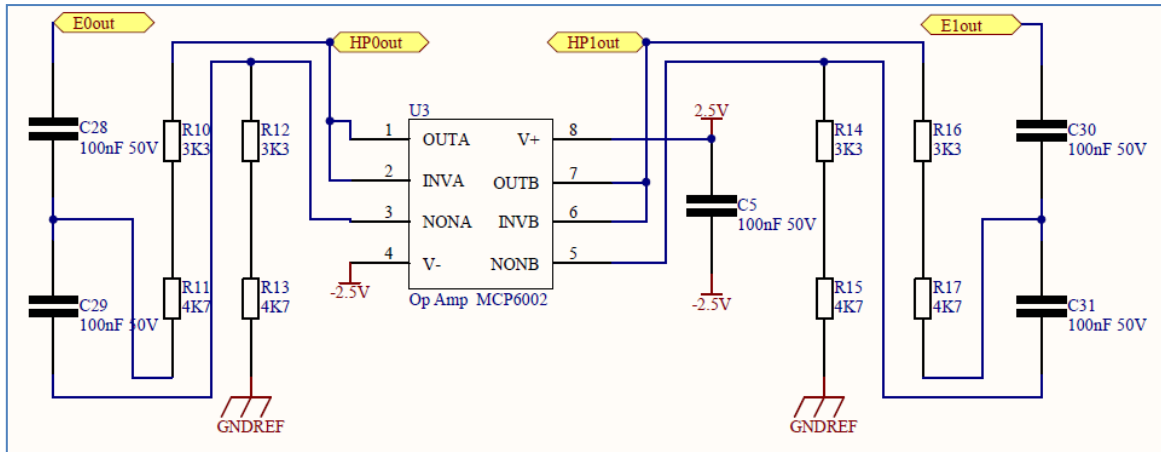 E0out
HP0out
HP1out
E1out
C28
100nF 50V
R10
3K3
R12
3K3
U3
1
OUTA
V+
8
2
INVA
OUTB
7
3
NONA
INVB
6
4
V-
NONB
5
Op Amp MCP6002
-2.5V
2.5V
C5
100nF 50V
-2.5V
R14
3K3
R16
3K3
C30
100nF 50V
C29
100nF 50V
R11
4K7
R13
4K7
R15
4K7
R17
4K7
C31
100nF 50V
GNDREF
GNDREF